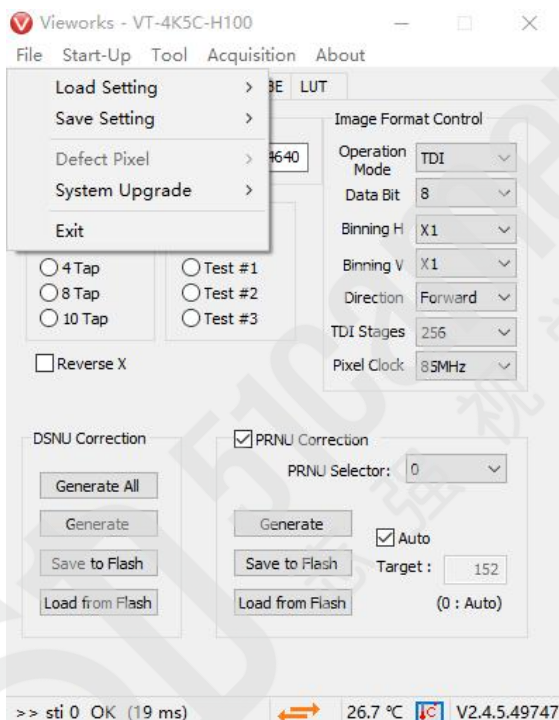 Vieworks - VT-4K5C-H100
File Start-Up Tool Acquisition About
Load Setting >
Save Setting >
Defect Pixel >
System Upgrade >
Exit
LUT
4640
4 Tap
8 Tap
10 Tap
Test #1
Test #2
Test #3
Reverse X
Image Format Control
Operation Mode TDI
Data Bit 8
Binning H X1
Binning V X1
Direction Forward
TDI Stages 256
Pixel Clock 85MHz
DSNU Correction
Generate All
Generate
Save to Flash
Load from Flash
PRNU Correction
PRNU Selector: 0
Generate
Save to Flash
Load from Flash
Auto
Target : 152
(0 : Auto)
>> sti 0 OK (19 ms) 26.7 ℃ TC V2.4.5.49747